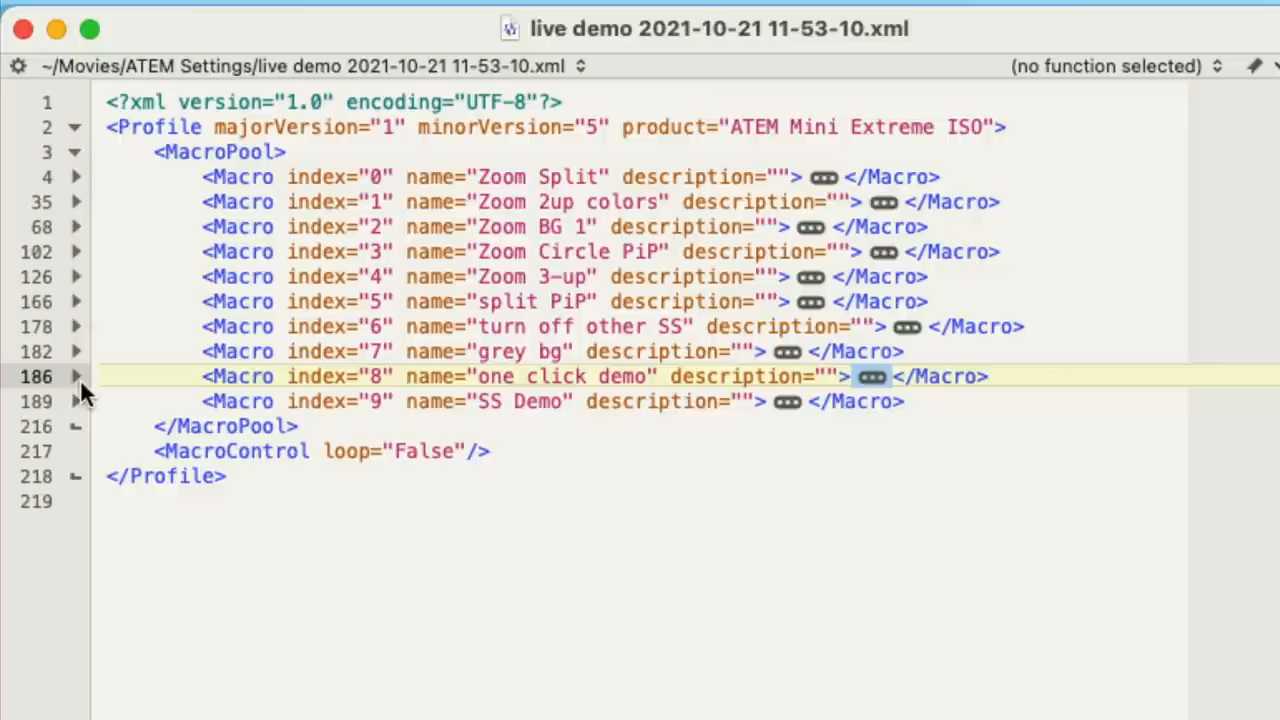 live demo 2021-10-21 11-53-10.xml
~/Movies/ATEM Settings/live demo 2021-10-21 11-53-10.xml (no function selected)
1 <?xml version="1.0" encoding="UTF-8"?>
2 <Profile majorVersion="1" minorVersion="5" product="ATEM Mini Extreme ISO">
3 <MacroPool>
4 <Macro index="0" name="Zoom Split" description=""> ••• </Macro>
35 <Macro index="1" name="Zoom 2up colors" description=""> ••• </Macro>
68 <Macro index="2" name="Zoom BG 1" description=""> ••• </Macro>
102 <Macro index="3" name="Zoom Circle PiP" description=""> ••• </Macro>
126 <Macro index="4" name="Zoom 3-up" description=""> ••• </Macro>
166 <Macro index="5" name="split PiP" description=""> ••• </Macro>
178 <Macro index="6" name="turn off other SS" description=""> ••• </Macro>
182 <Macro index="7" name="grey bg" description=""> ••• </Macro>
186 <Macro index="8" name="one click demo" description=""> ••• </Macro>
189 <Macro index="9" name="SS Demo" description=""> ••• </Macro>
216 </MacroPool>
217 <MacroControl loop="False"/>
218 </Profile>
219